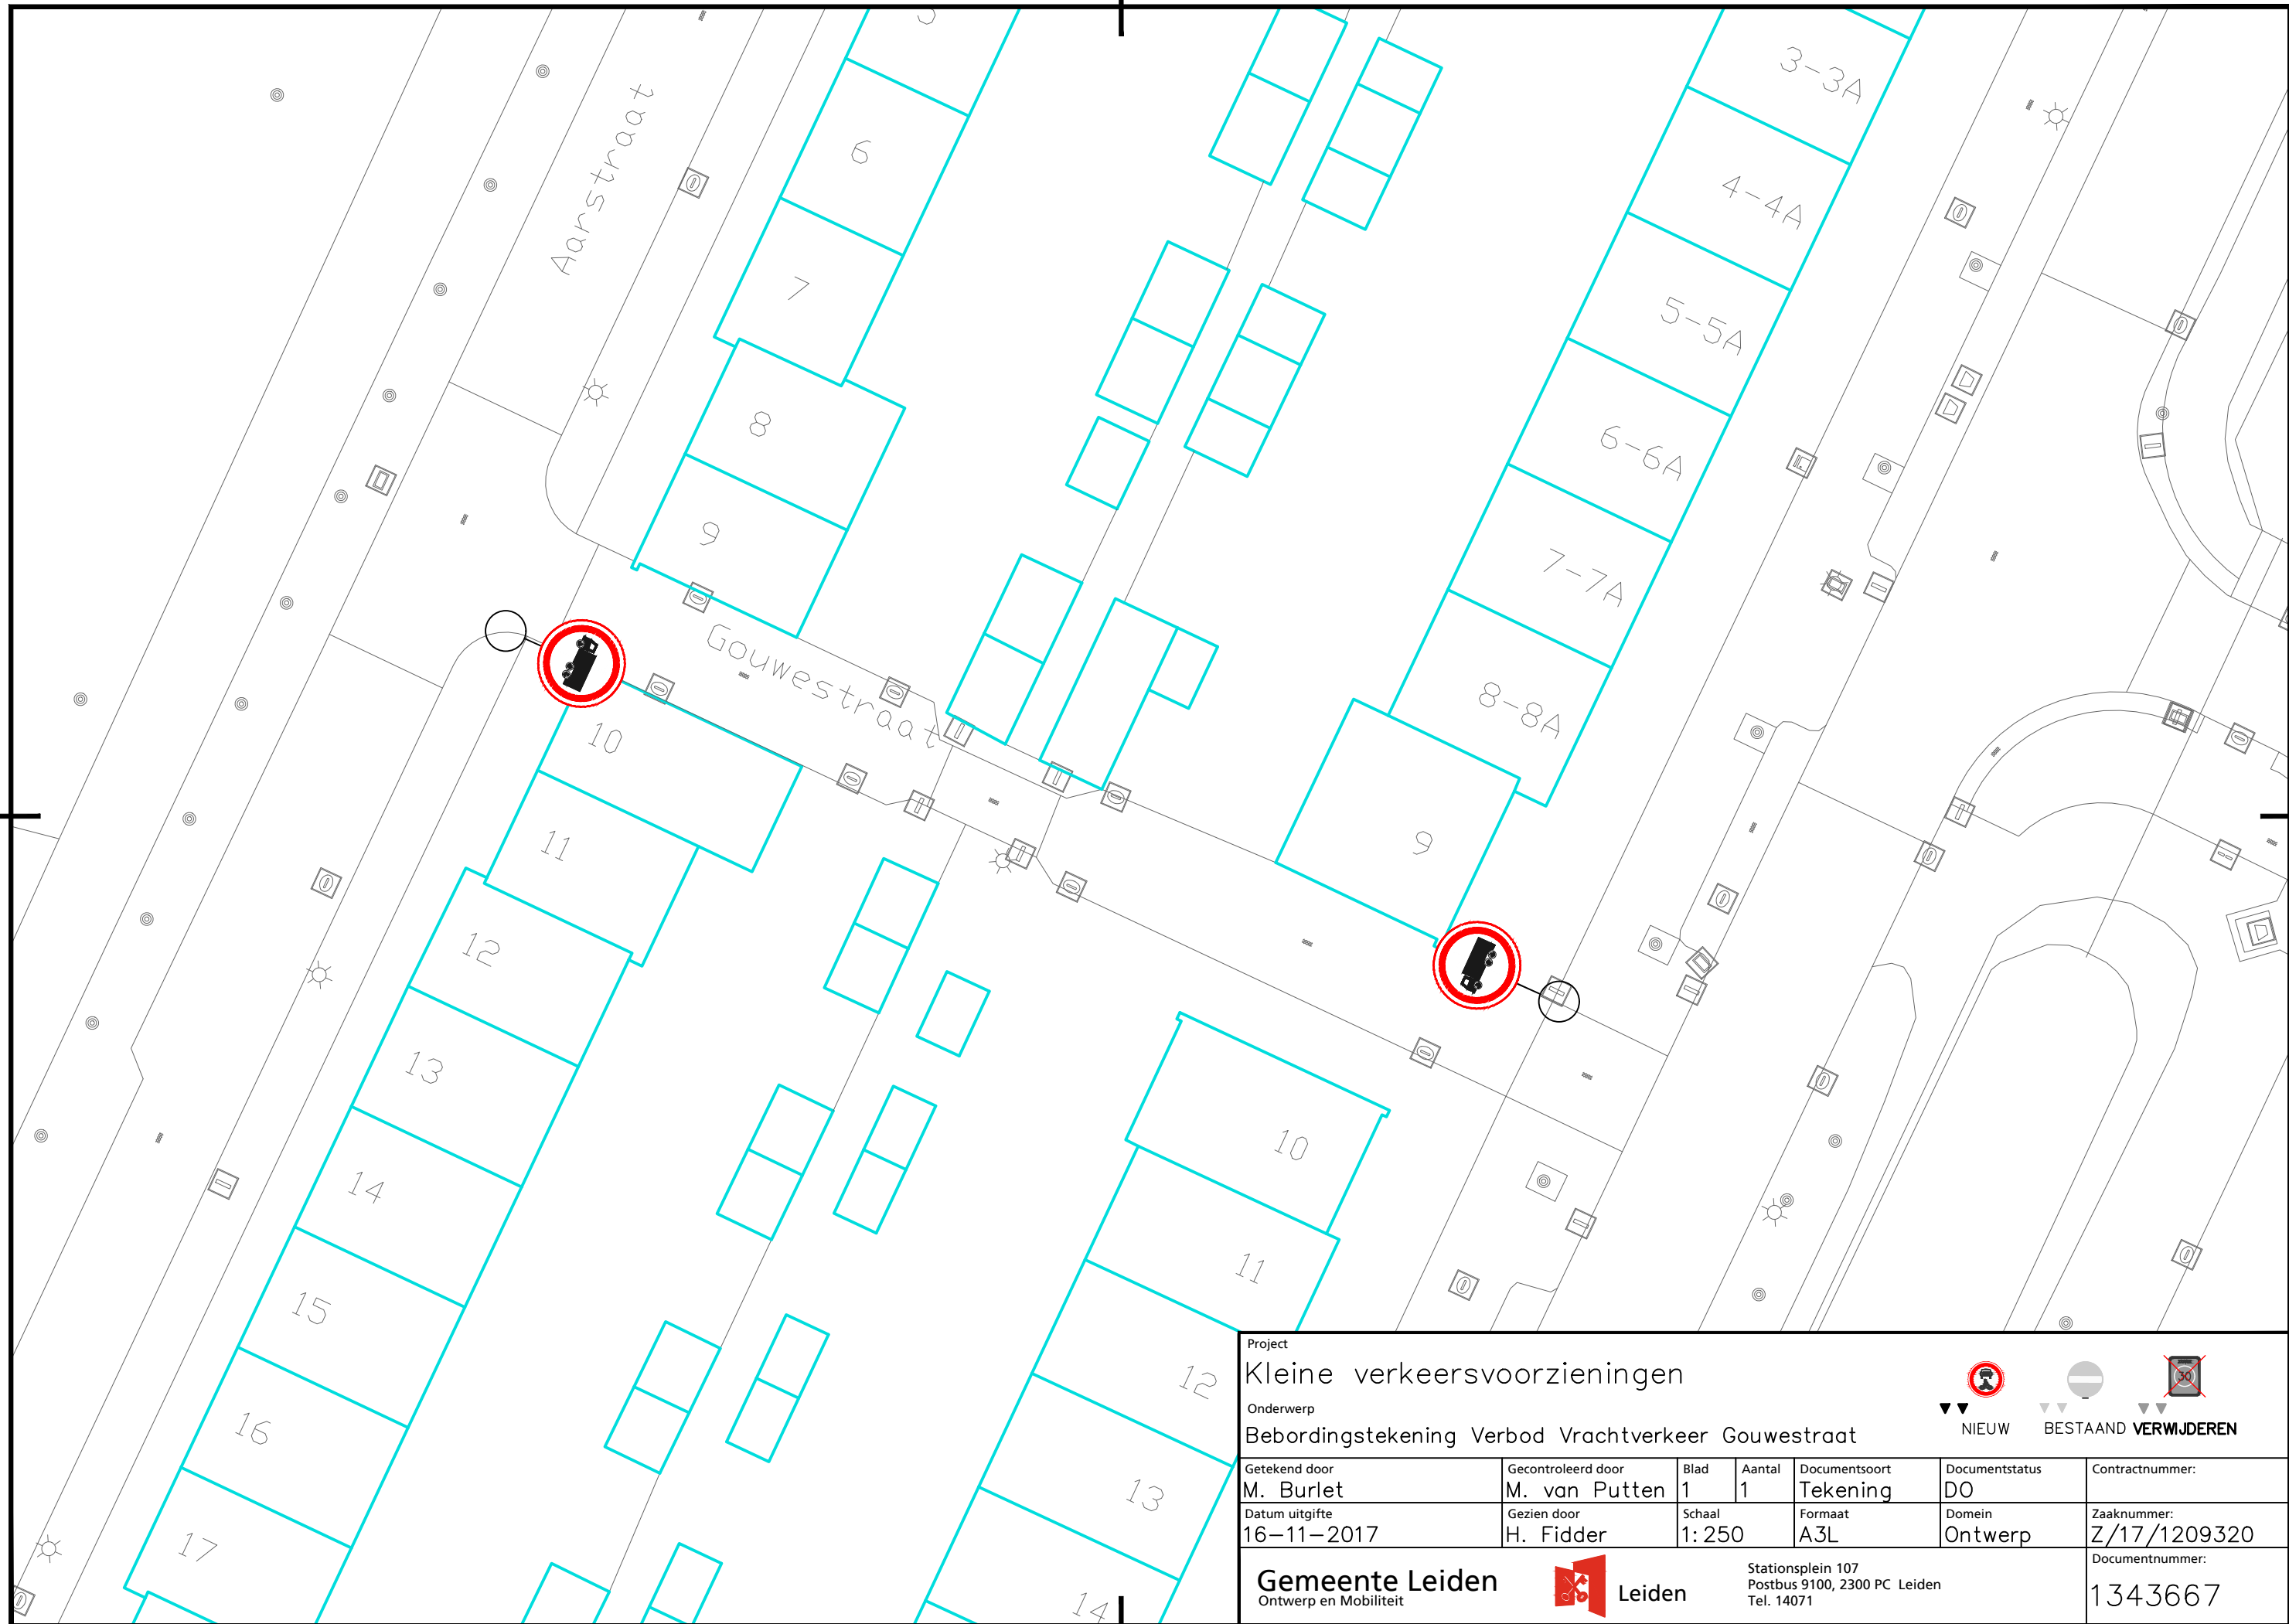 5
6
7
8
9
Aarstraat
Gouwestraat
10
11
12
13
14
15
16
17
3-3A
4-4A
5-5A
6-6A
7-7A
8-8A
9
10
11
12
13
14
Project
Kleine verkeersvoorzieningen
Onderwerp
Bebordingstekening Verbod Vrachtverkeer Gouwestraat
30
NIEUW BESTAAND VERWIJDEREN
Getekend door Gecontroleerd door Blad Aantal Documentsoort Documentstatus Contractnummer:
M. Burlet M. van Putten 1 1 Tekening DO
Datum uitgifte Gezien door Schaal Formaat Domein Zaaknummer:
16-11-2017 H. Fidder 1:250 A3L Ontwerp Z/17/1209320
Gemeente Leiden
Ontwerp en Mobiliteit
Leiden
Stationsplein 107
Postbus 9100, 2300 PC Leiden
Tel. 14071
Documentnummer:
1343667